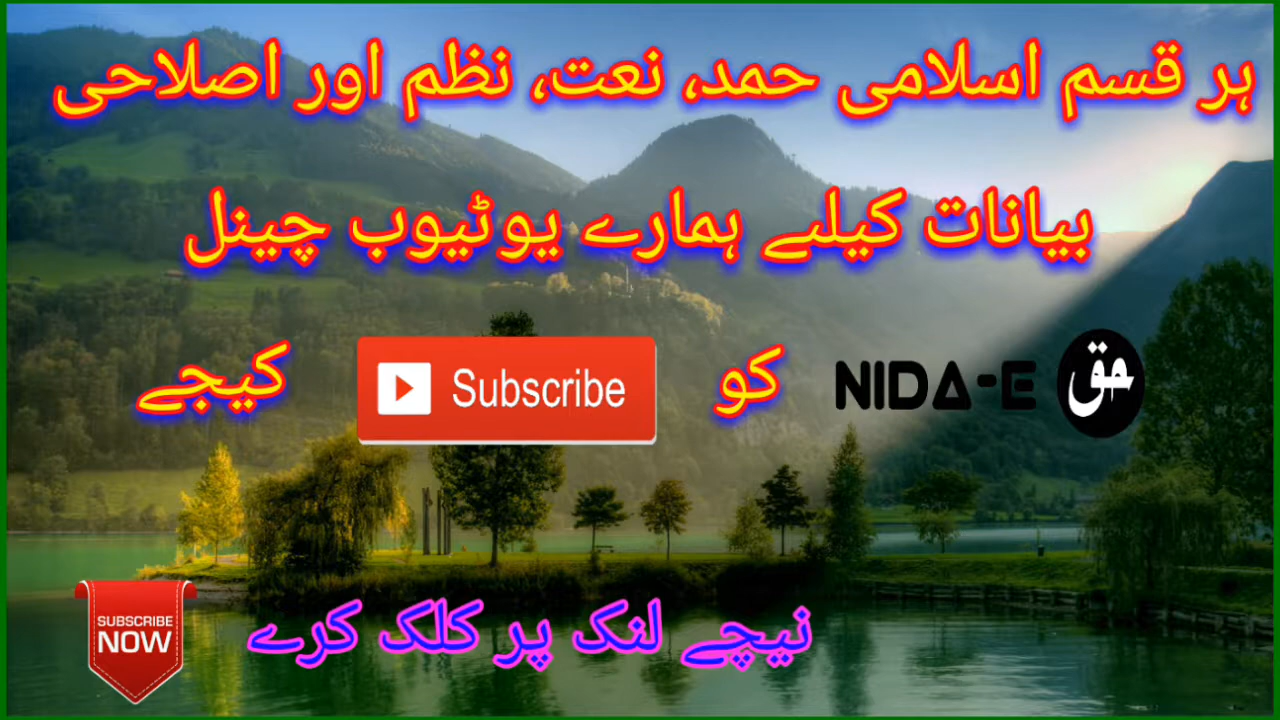 ہر قسم اسلامی حمد، نعت، نظم اور اصلاحی
بیانات کیلیے ہمارے یوٹیوب چینل
NIDA-E حق کو Subscribe کیجے
SUBSCRIBE
NOW
نیچے لنک پر کلک کرے